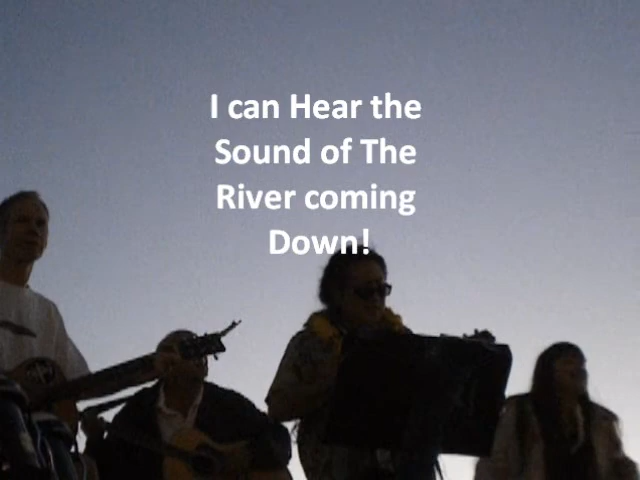 I can Hear the
Sound of The
River coming
Down!